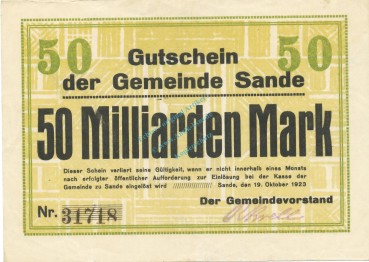 50 50
Gutschein
der Gemeinde Sande
50 Milliarden Mark
Dieser Schein verliert seine Gültigkeit, wenn er nicht innerhalb eines Monats
nach erfolgter öffentlicher Aufforderung zur Einlösung bei der Kasse der
Gemeinde zu Sande eingelöst wird Sande, den 19. Oktober 1923
Der Gemeindevorstand
Nr. 31718